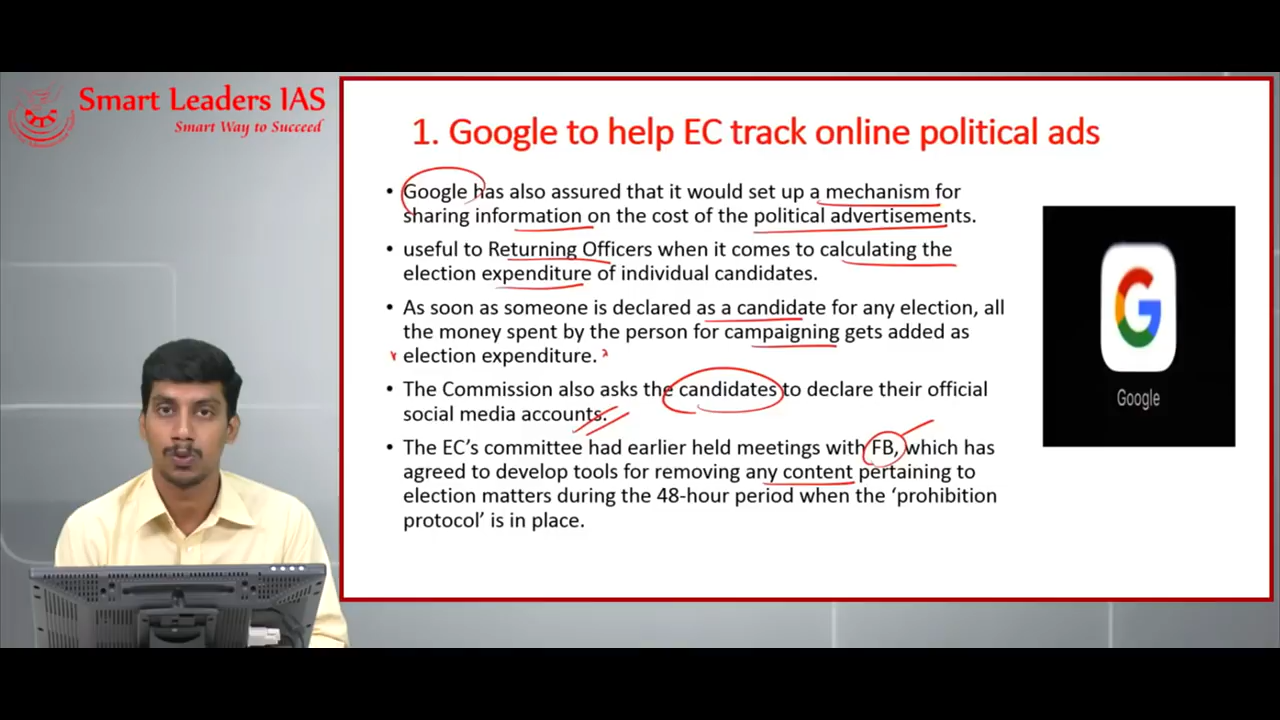 Smart Leaders IAS
Smart Way to Succeed
1. Google to help EC track online political ads
• Google has also assured that it would set up a mechanism for
sharing information on the cost of the political advertisements.
• useful to Returning Officers when it comes to calculating the
election expenditure of individual candidates.
• As soon as someone is declared as a candidate for any election, all
the money spent by the person for campaigning gets added as
election expenditure.
• The Commission also asks the candidates to declare their official
social media accounts.
• The EC’s committee had earlier held meetings with FB, which has
agreed to develop tools for removing any content pertaining to
election matters during the 48-hour period when the ‘prohibition
protocol’ is in place.
G
Google